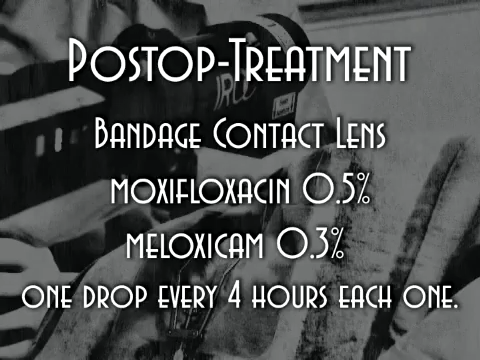 Postop-Treatment
Bandage Contact Lens
moxifloxacin 0.5%
meloxicam 0.3%
one drop every 4 hours each one.